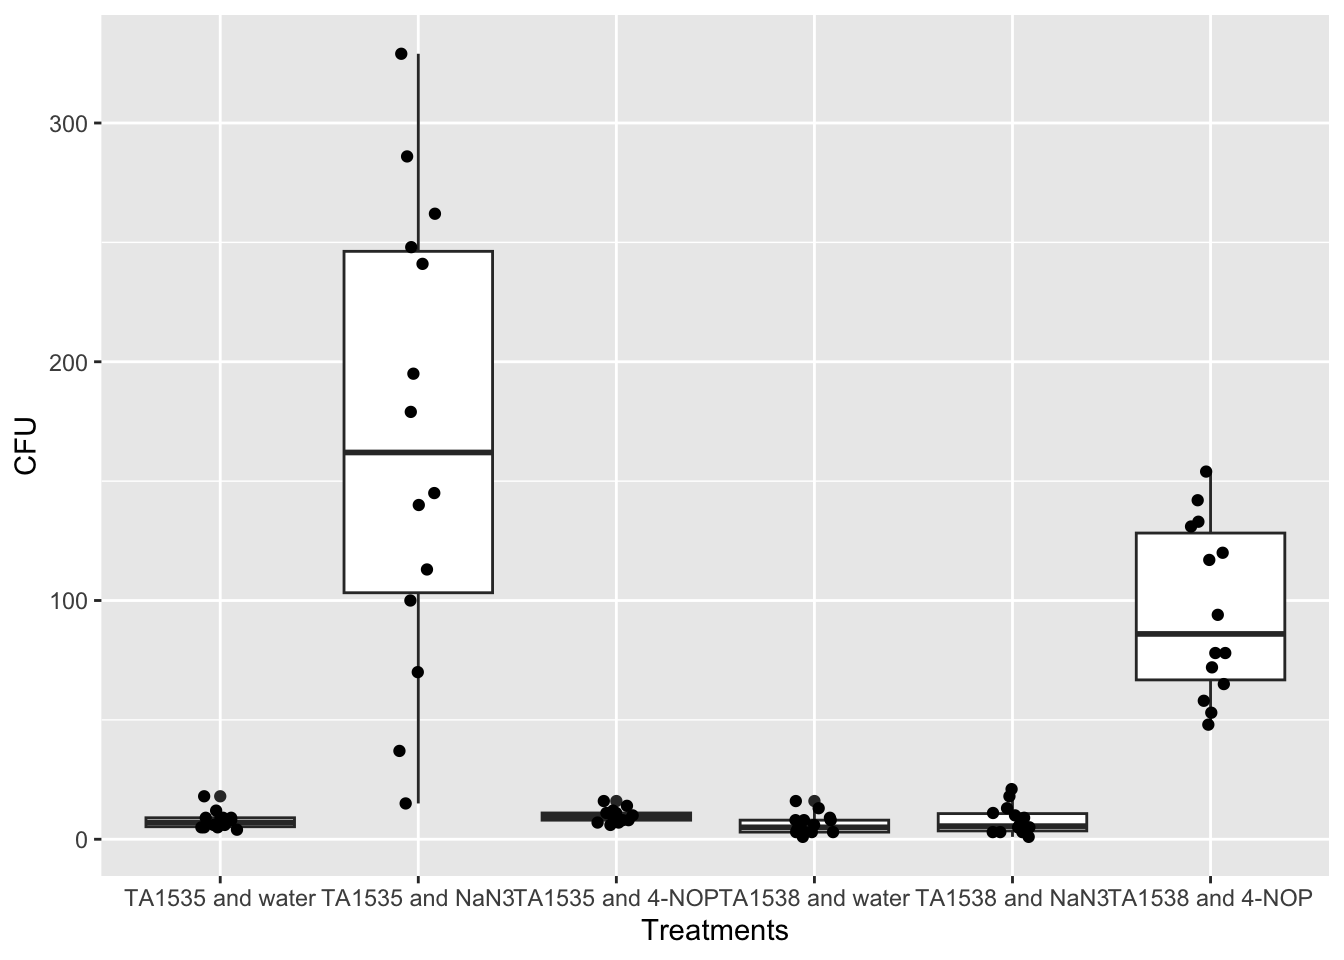 CFU
300
200
100
0
TA1535 and water TA1535 and NaN3 TA1535 and 4-NOP TA1538 and water TA1538 and NaN3 TA1538 and 4-NOP
Treatments